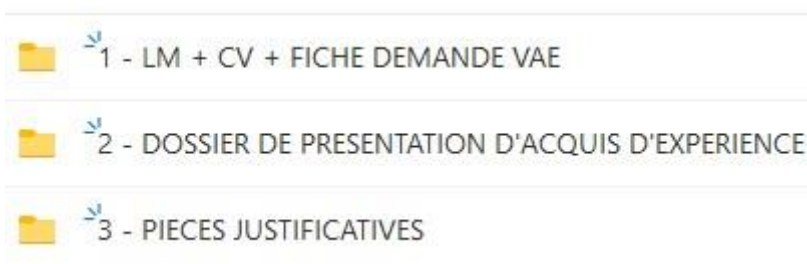 1 - LM + CV + FICHE DEMANDE VAE
2 - DOSSIER DE PRESENTATION D'ACQUIS D'EXPERIENCE
3 - PIECES JUSTIFICATIVES